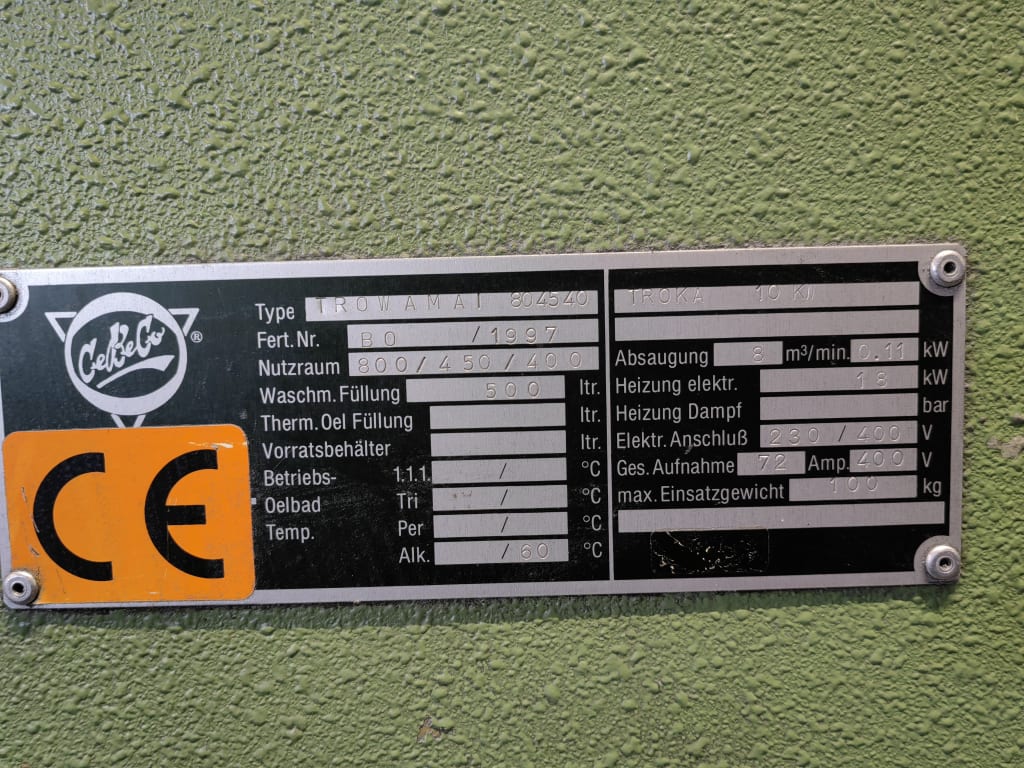 CeBeCo ®
CE
Type TROWAMAT 804540
Fert. Nr. BO /1997
Nutzraum 800/450/400
Waschm. Füllung 500 ltr.
Therm. Oel Füllung ltr.
Vorratsbehälter ltr.
Betriebs- 1.1.1. / °C
Oelbad Tri / °C
Temp. Per / °C
Alk. /60 °C
TROKA 10
Absaugung 8 m³/min. 0.11 kW
Heizung elektr. 18 kW
Heizung Dampf bar
Elektr. Anschluß 230/400 V
Ges. Aufnahme 72 Amp. 400 V
max. Einsatzgewicht 100 kg